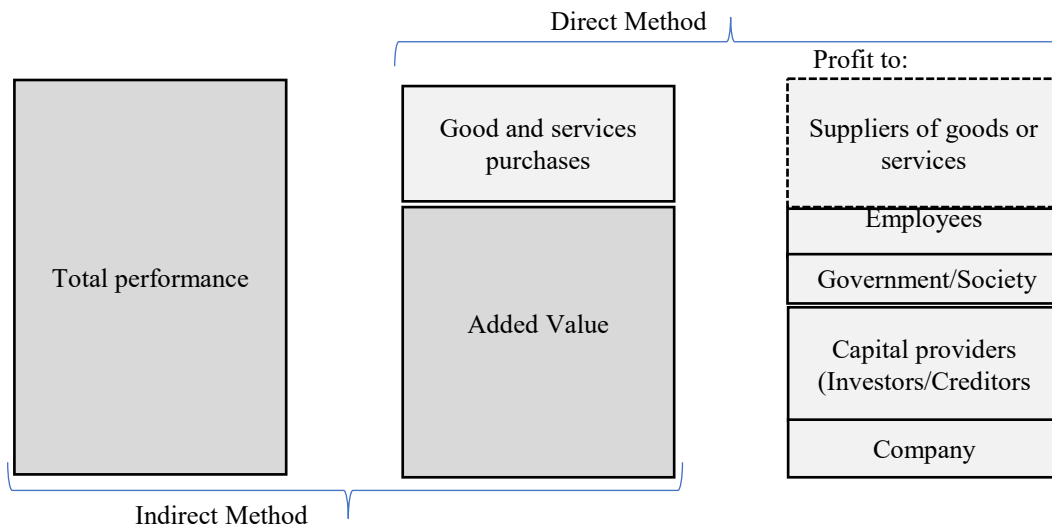 Direct Method
Profit to:
Good and services
purchases
Suppliers of goods or
services
Employees
Total performance
Government/Society
Added Value
Capital providers
(Investors/Creditors
Company
Indirect Method